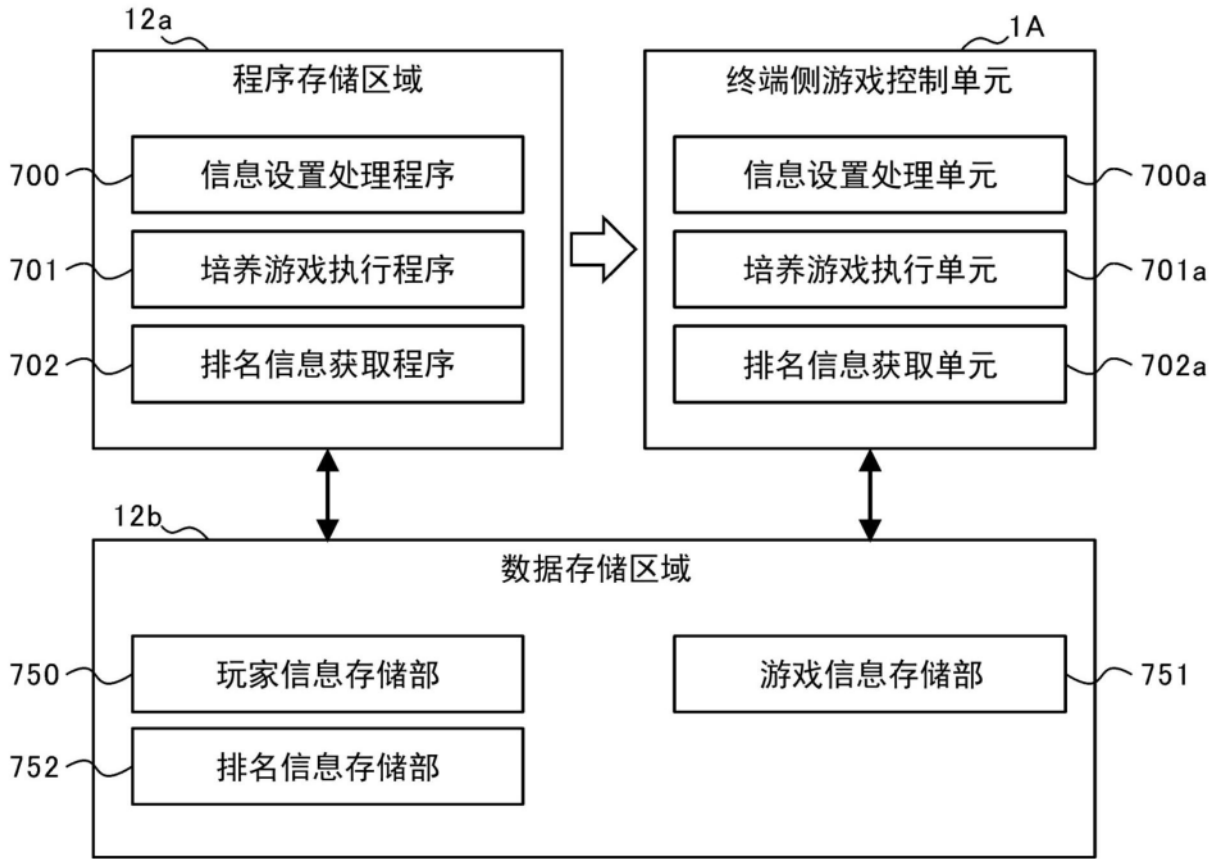 12a
1A
程序存储区域
终端侧游戏控制单元
700
信息设置处理程序
信息设置处理单元
700a
701
培养游戏执行程序
培养游戏执行单元
701a
702
排名信息获取程序
排名信息获取单元
702a
12b
数据存储区域
750
玩家信息存储部
游戏信息存储部
751
752
排名信息存储部